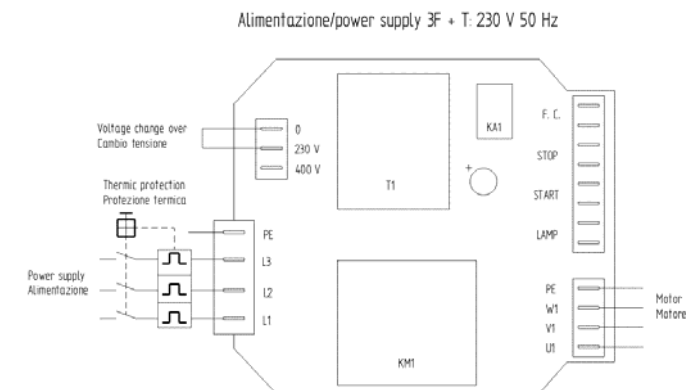 Alimentazione/power supply 3F + T: 230 V 50 Hz
Voltage change over
Cambio tensione
0
230 V
400 V
T1
KA1
+
F. C.
STOP
START
LAMP
Thermic protection
Protezione termica
PE
L3
L2
L1
Power supply
Alimentazione
KM1
PE
W1
V1
U1
Motor
Motore